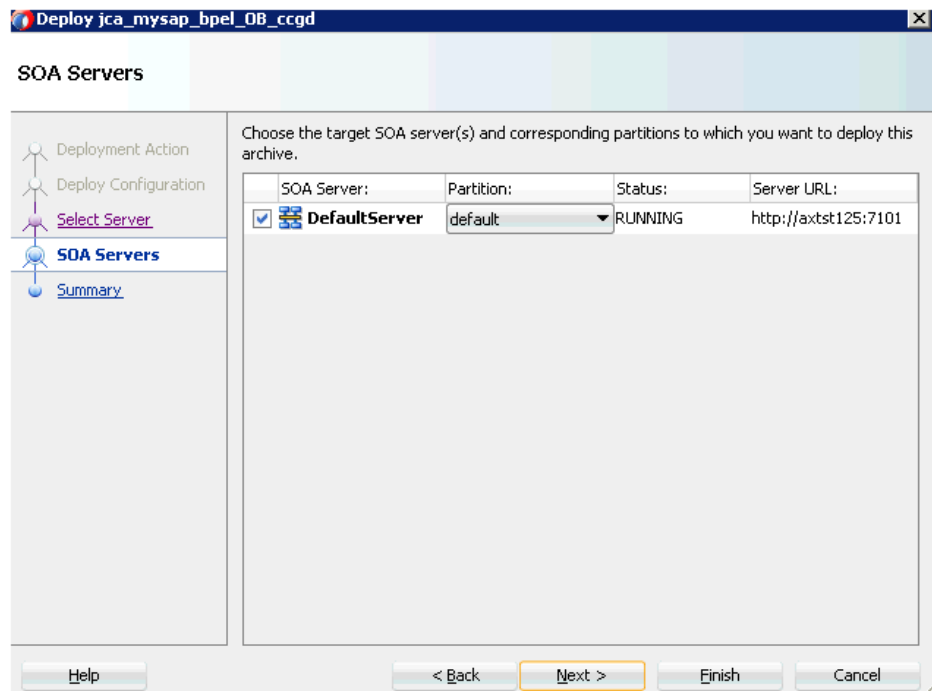 Deploy jca_mysap_bpel_OB_ccgd
SOA Servers
Deployment Action
Deploy Configuration
Select Server
SOA Servers
Summary
Choose the target SOA server(s) and corresponding partitions to which you want to deploy this
archive.
SOA Server: Partition: Status: Server URL:
DefaultServer default RUNNING http://axtst125:7101
Help < Back Next > Finish Cancel